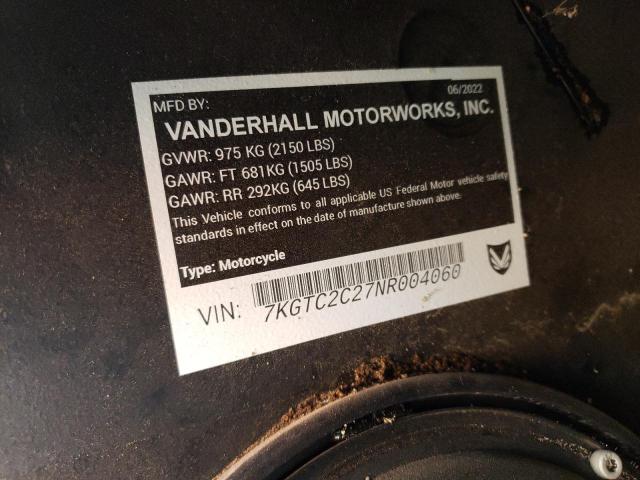 MFD BY:
06/2022
VANDERHALL MOTORWORKS, INC.
GVWR: 975 KG (2150 LBS)
GAWR: FT 681KG (1505 LBS)
GAWR: RR 292KG (645 LBS)
This Vehicle conforms to all applicable US Federal Motor vehicle safety
standards in effect on the date of manufacture shown above.
Type: Motorcycle
VIN: 7KGTC2C27NR004060